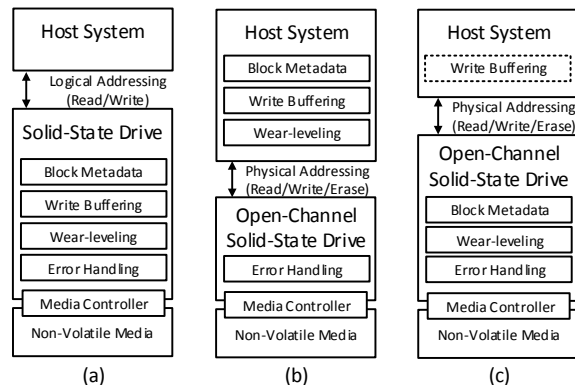 Host System
Logical Addressing
(Read/Write)
Solid-State Drive
Block Metadata
Write Buffering
Wear-leveling
Error Handling
Media Controller
Non-Volatile Media
(a)
Host System
Block Metadata
Write Buffering
Wear-leveling
Physical Addressing
(Read/Write/Erase)
Open-Channel
Solid-State Drive
Error Handling
Media Controller
Non-Volatile Media
(b)
Host System
Write Buffering
Physical Addressing
(Read/Write/Erase)
Open-Channel
Solid-State Drive
Block Metadata
Wear-leveling
Error Handling
Media Controller
Non-Volatile Media
(c)